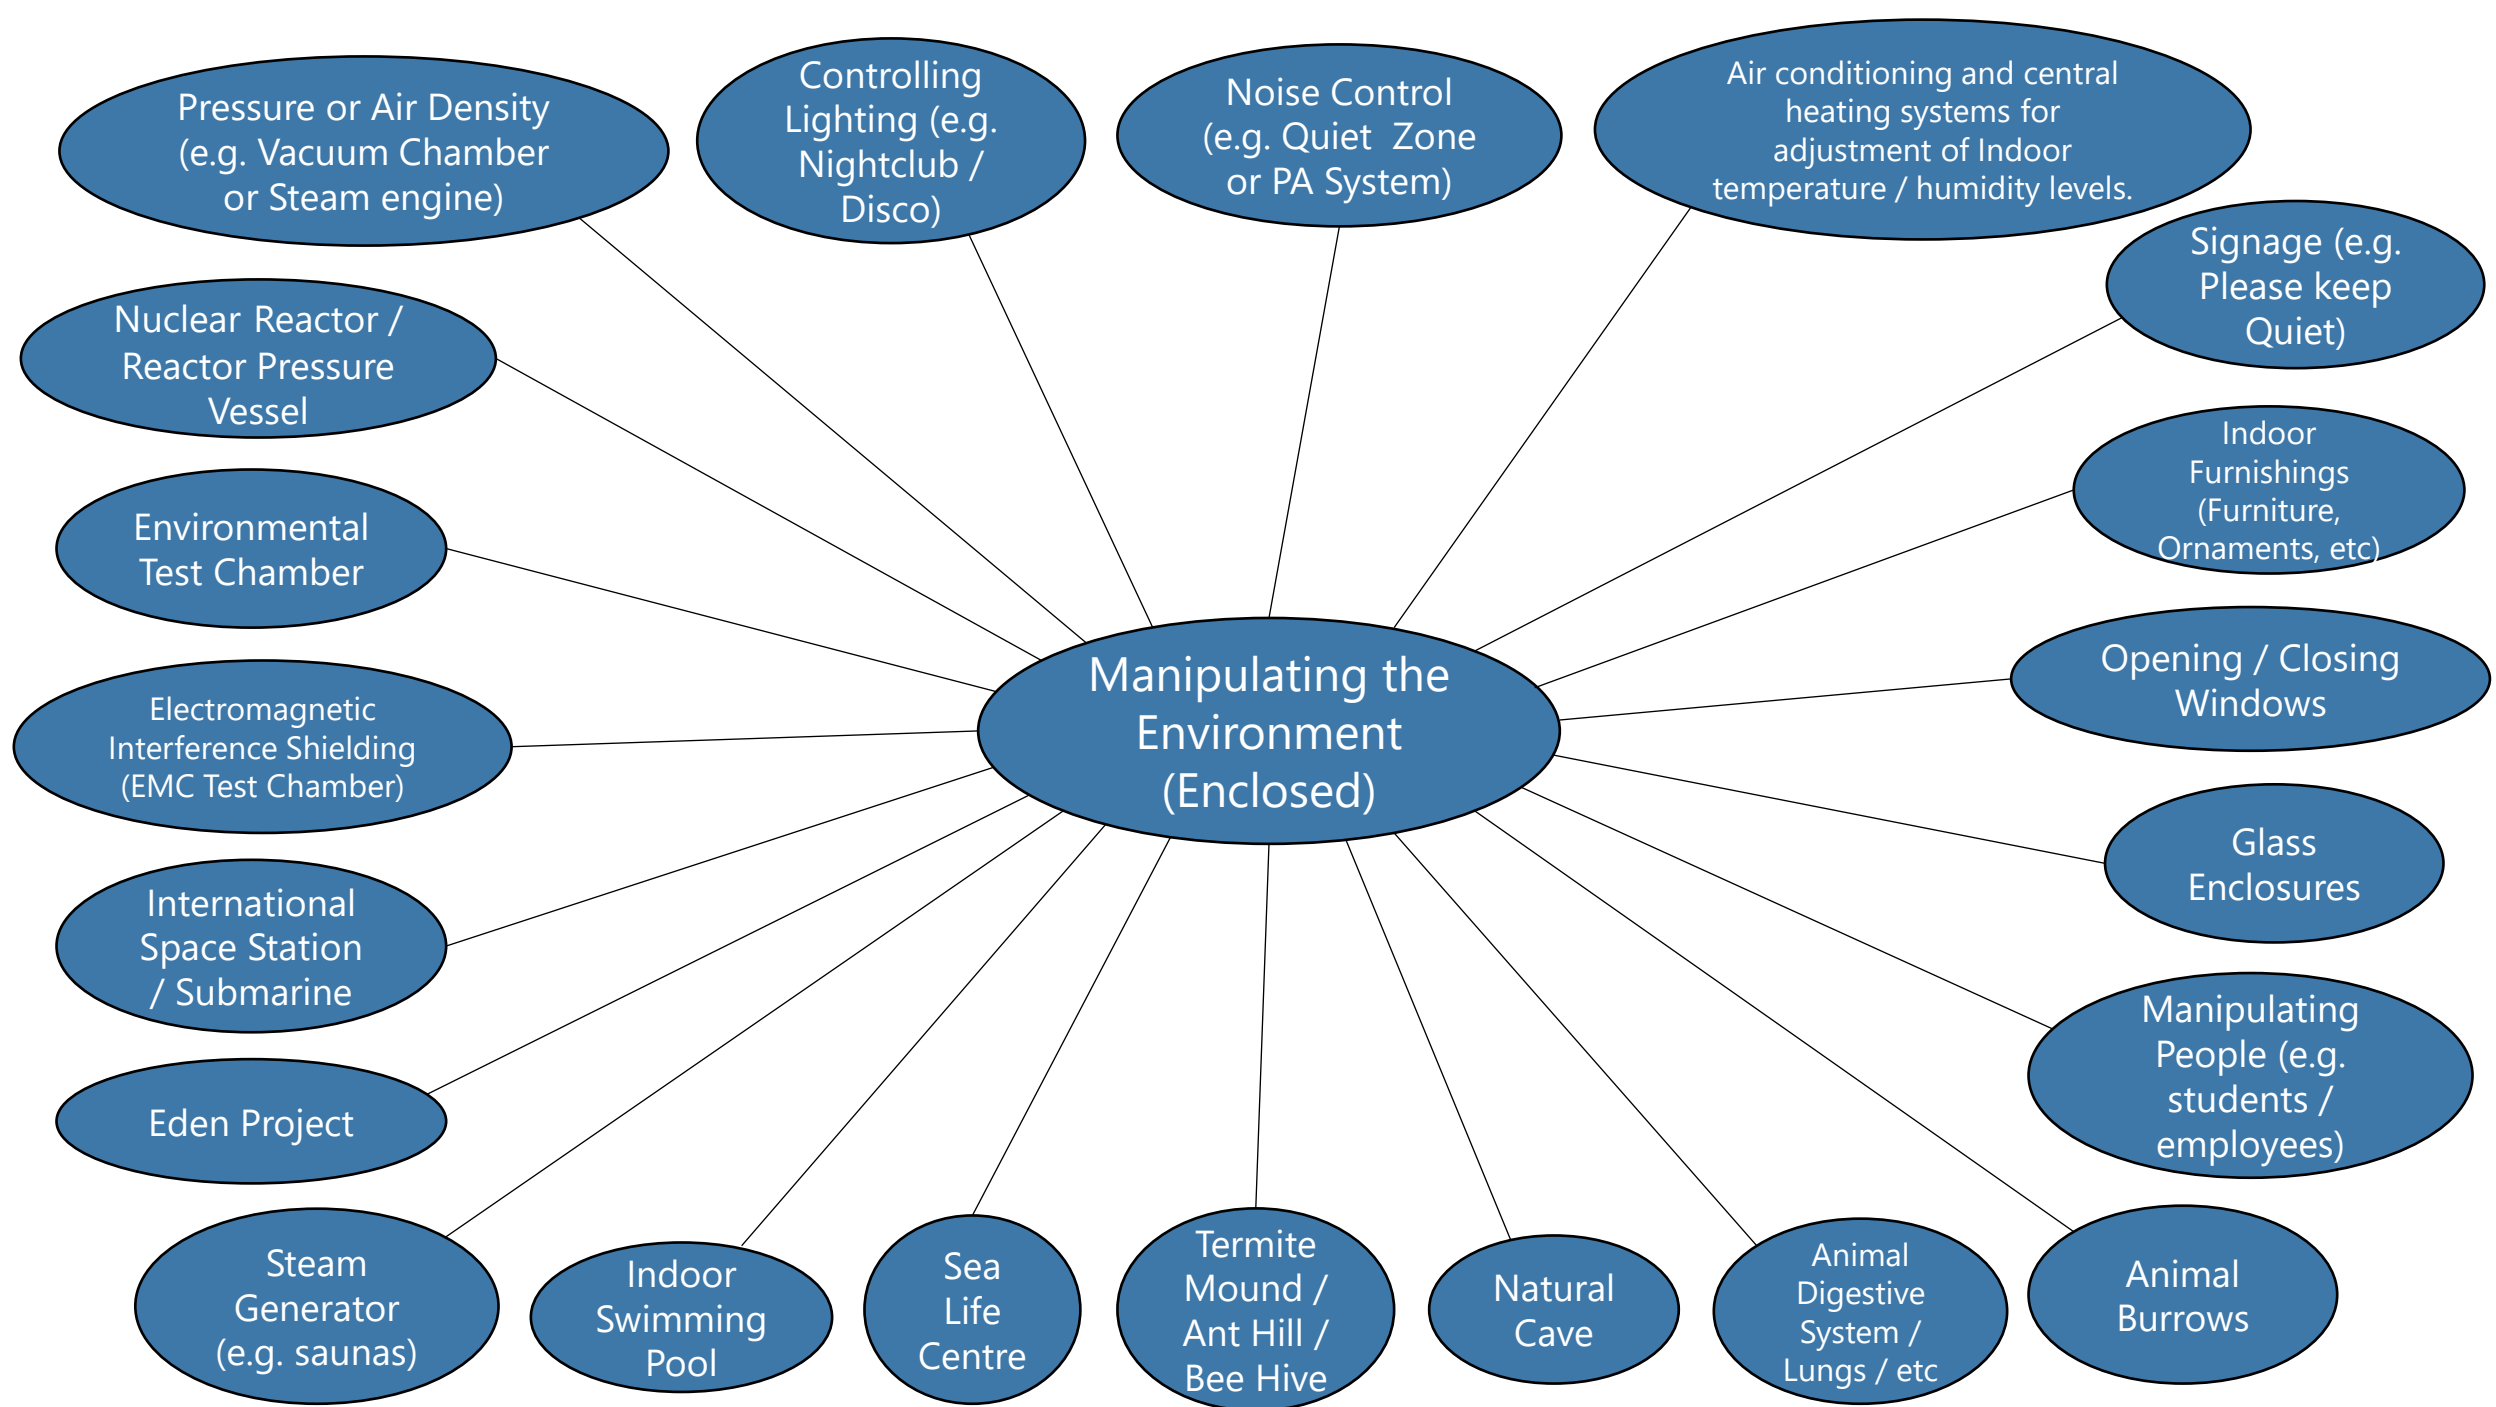 Pressure or Air Density
(e.g. Vacuum Chamber
or Steam engine)
Controlling
Lighting (e.g.
Nightclub /
Disco)
Noise Control
(e.g. Quiet  Zone
or PA System)
Air conditioning and central
heating systems for
adjustment of Indoor
temperature / humidity levels.
Signage (e.g.
Please keep
Quiet)
Nuclear Reactor /
Reactor Pressure
Vessel
Indoor
Furnishings
(Furniture,
Ornaments, etc)
Environmental
Test Chamber
Manipulating the
Environment
(Enclosed)
Opening / Closing
Windows
Electromagnetic
Interference Shielding
(EMC Test Chamber)
Glass
Enclosures
International
Space Station
/ Submarine
Manipulating
People (e.g.
students /
employees)
Eden Project
Steam
Generator
(e.g. saunas)
Indoor
Swimming
Pool
Sea
Life
Centre
Termite
Mound /
Ant Hill /
Bee Hive
Natural
Cave
Animal
Digestive
System /
Lungs / etc
Animal
Burrows